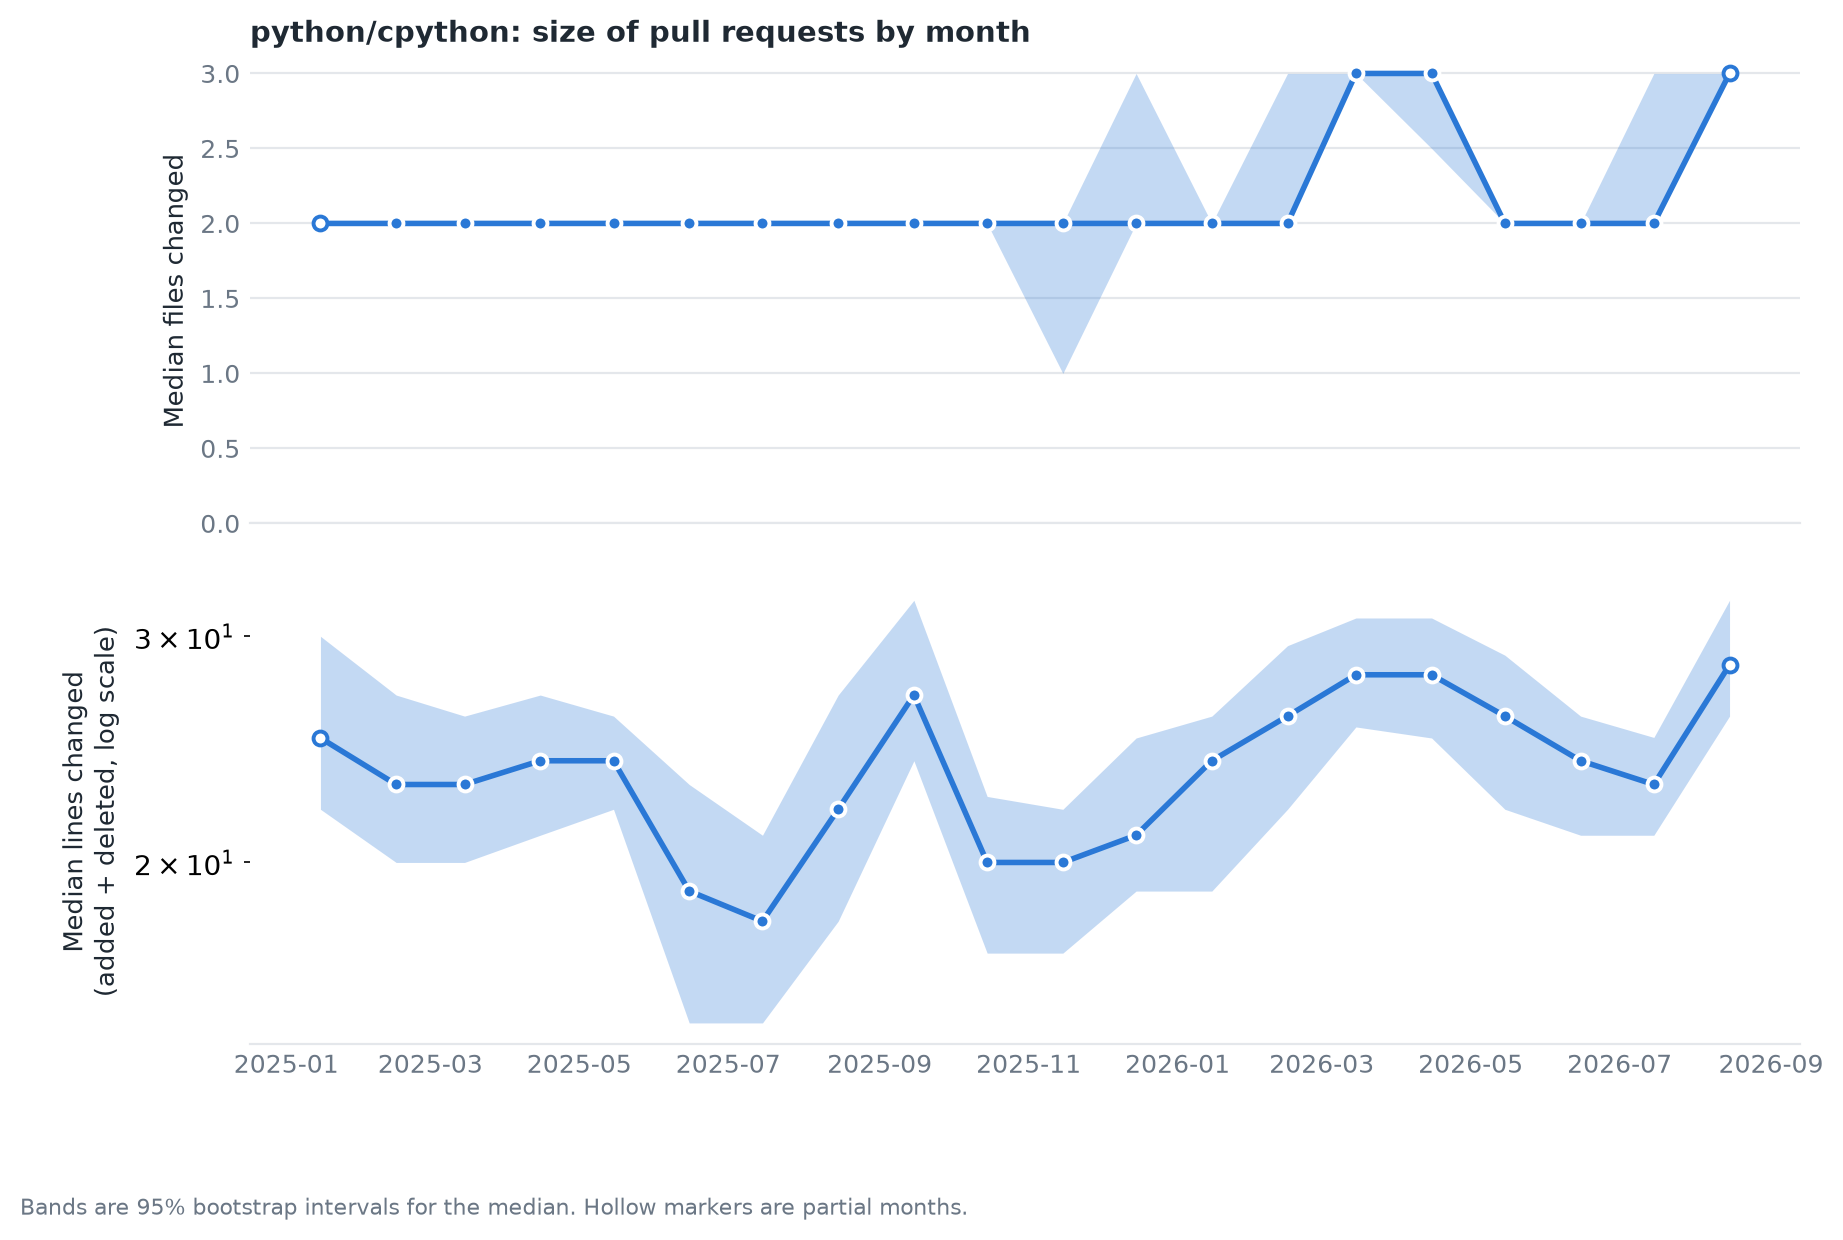 python/cpython: size of pull requests by month
Median files changed
3.0
2.5
2.0
1.5
1.0
0.5
0.0
Median lines changed
(added + deleted, log scale)
3 × 10¹
2 × 10¹
2025-01 2025-03 2025-05 2025-07 2025-09 2025-11 2026-01 2026-03 2026-05 2026-07 2026-09
Bands are 95% bootstrap intervals for the median. Hollow markers are partial months.